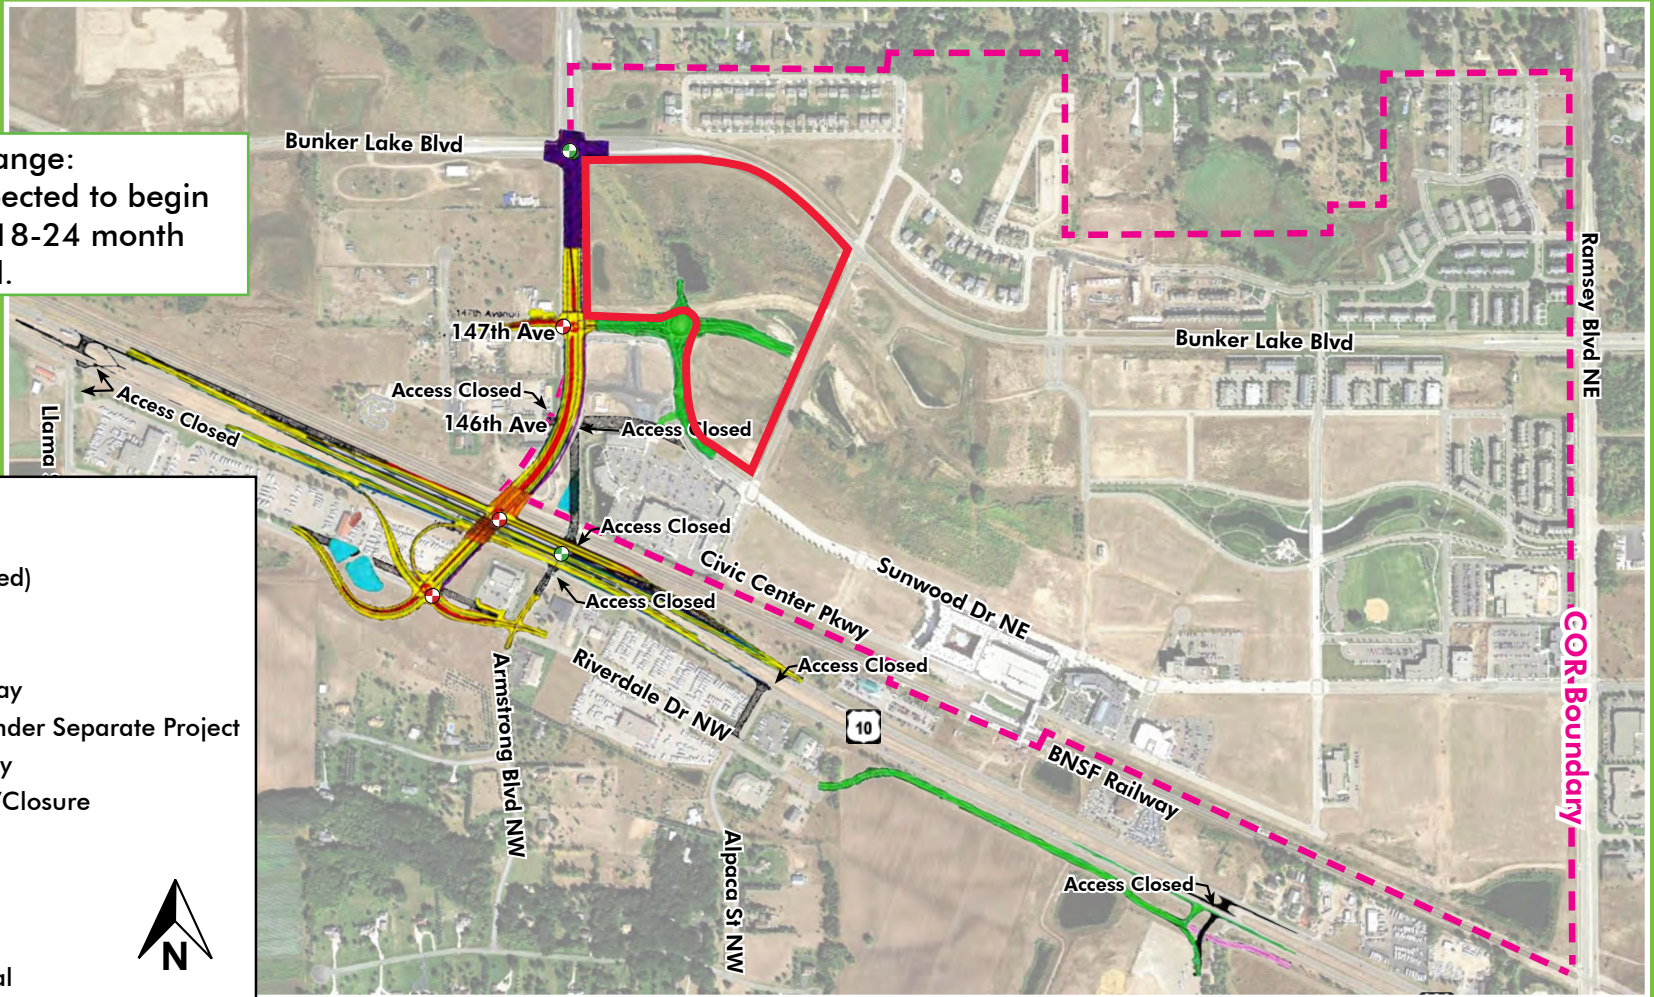 Bunker Lake Blvd
ange:
ected to begin
18-24 month
.
147th Avenue
147th Ave
Bunker Lake Blvd
Ramsey Blvd NE
Access Closed
Access Closed
146th Ave
Access Closed
Llama S
Access Closed
Access Closed
Civic Center Pkwy
Sunwood Dr NE
Access Closed
COR Boundary
Riverdale Dr NW
Armstrong Blvd NW
10
BNSF Railway
Alpaca St NW
Access Closed
ed)
ay
nder Separate Project
y
/Closure
N
al